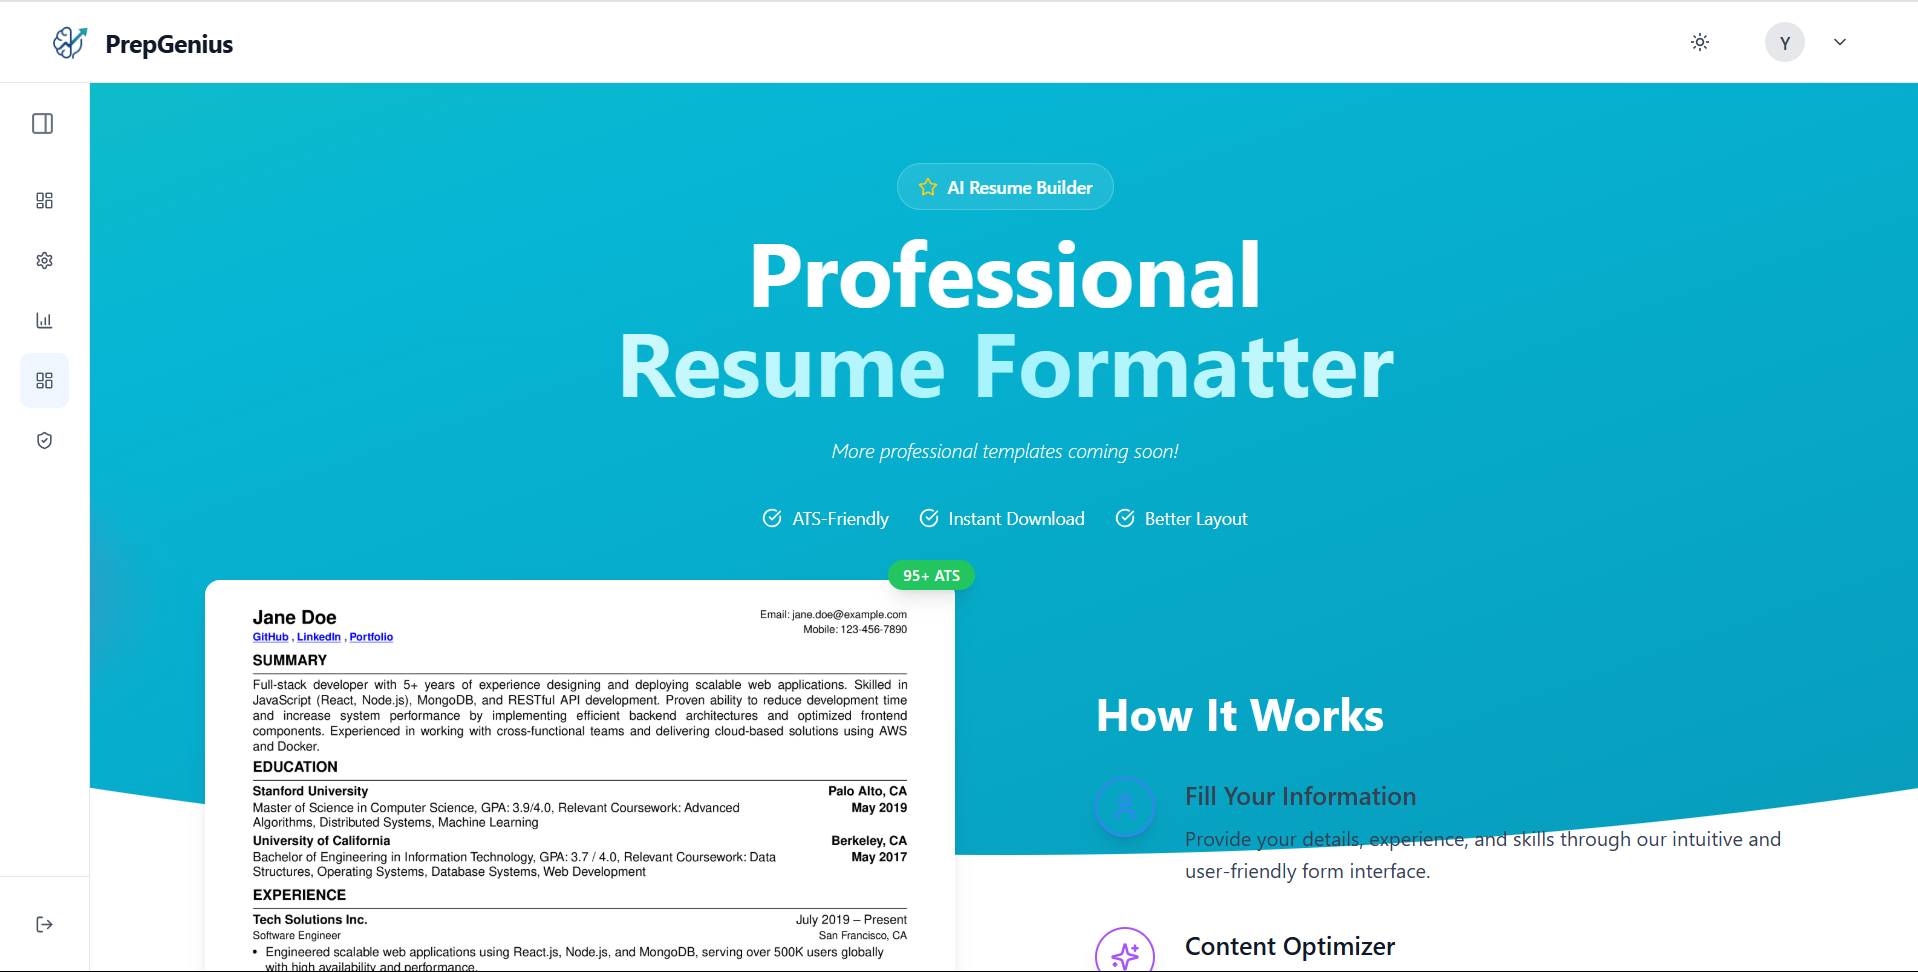 PrepGenius
Y
AI Resume Builder
Professional
Resume Formatter
More professional templates coming soon!
ATS-Friendly
Instant Download
Better Layout
95+ ATS
Jane Doe
Email: jane.doe@example.com
GitHub , LinkedIn , Portfolio
Mobile: 123-456-7890
SUMMARY
Full-stack developer with 5+ years of experience designing and deploying scalable web applications. Skilled in
JavaScript (React, Node.js), MongoDB, and RESTful API development. Proven ability to reduce development time
and increase system performance by implementing efficient backend architectures and optimized frontend
components. Experienced in working with cross-functional teams and delivering cloud-based solutions using AWS
and Docker.
EDUCATION
Stanford University
Palo Alto, CA
Master of Science in Computer Science, GPA: 3.9/4.0, Relevant Coursework: Advanced
May 2019
Algorithms, Distributed Systems, Machine Learning
University of California
Berkeley, CA
Bachelor of Engineering in Information Technology, GPA: 3.7 / 4.0, Relevant Coursework: Data
May 2017
Structures, Operating Systems, Database Systems, Web Development
EXPERIENCE
Tech Solutions Inc.
July 2019 – Present
Software Engineer
San Francisco, CA
• Engineered scalable web applications using React.js, Node.js, and MongoDB, serving over 500K users globally
with high availability and performance.
How It Works
Fill Your Information
Provide your details, experience, and skills through our intuitive and
user-friendly form interface.
Content Optimizer